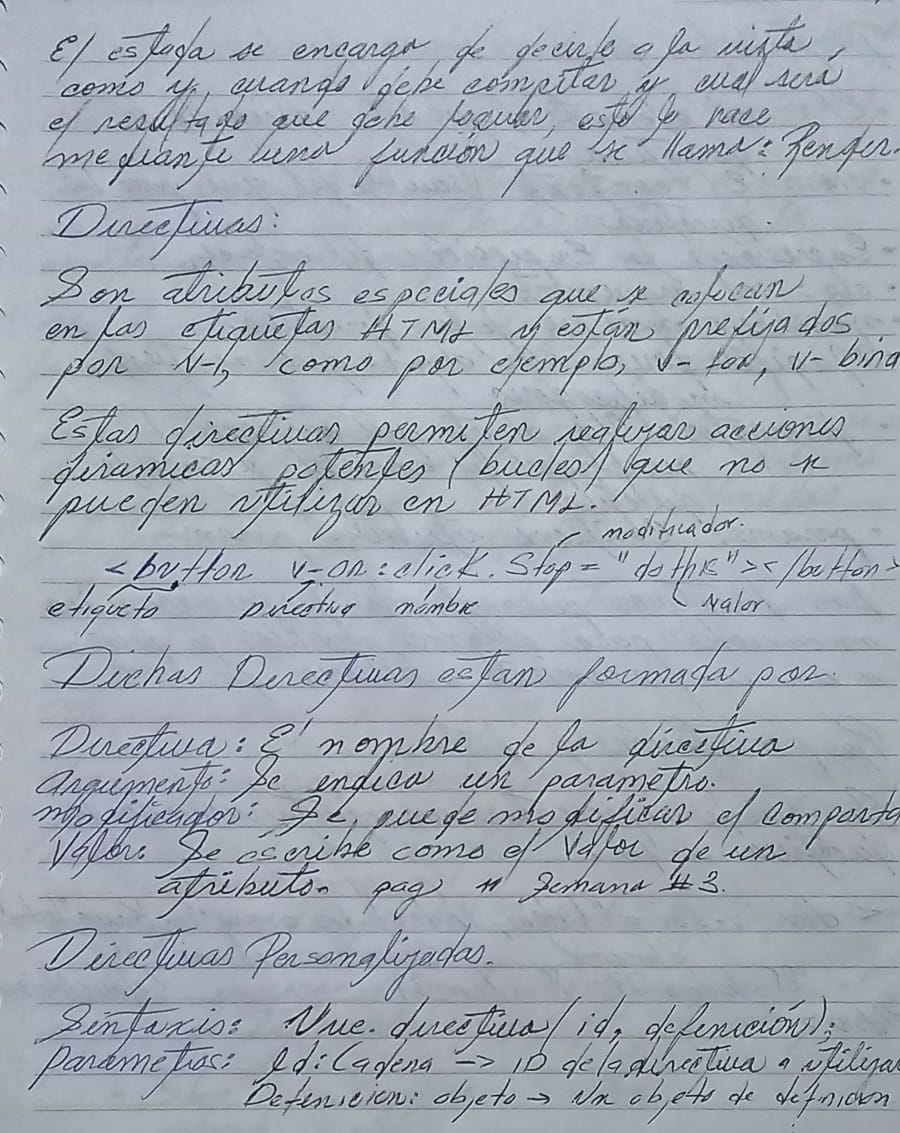 El estado se encarga de decirle a la vista,
como y cuando debe compilar y cual será
el resultado que debe , esto lo hace
mediante una función que se llama: Render.
Directivas:
Son atributos especiales que se colocan
en las etiquetas HTML y están prefijados
por v-, como por ejemplo, v-for, v-bind
Estas directivas permiten realizar acciones
dinamicas potentes (bucles) que no se
pueden utilizar en HTML.
modificador.
<button v-on:click.Stop="doThis"></button>
etiqueta Directiva nombre valor
Dichas Directivas estan formada por.
Directiva: El nombre de la directiva
Argumento: Se indica un parametro.
modificador: Se puede modificar el comporta
Valor: Se escribe como el valor de un
atributo. pag 11 Semana #3.
Directivas Personalizadas.
Sintaxis: Vue.directiva(id, definición);
Parametros: Id: Cadena -> ID de la directiva a utilizar
Definicion: objeto -> Un objeto de definicion